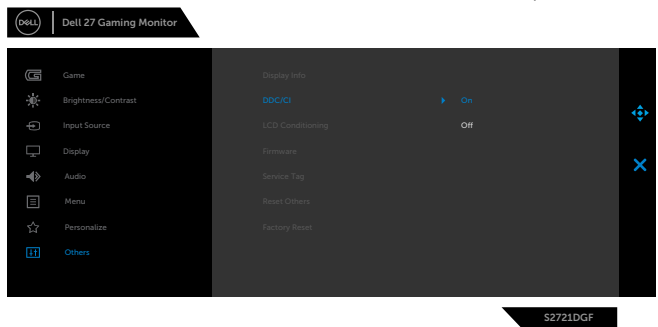 DELL
Dell 27 Gaming Monitor
Game
Display Info
Brightness/Contrast
DDC/CI
On
Input Source
LCD Conditioning
Off
Display
Firmware
Audio
Service Tag
Menu
Reset Others
Personalize
Factory Reset
Others
S2721DGF